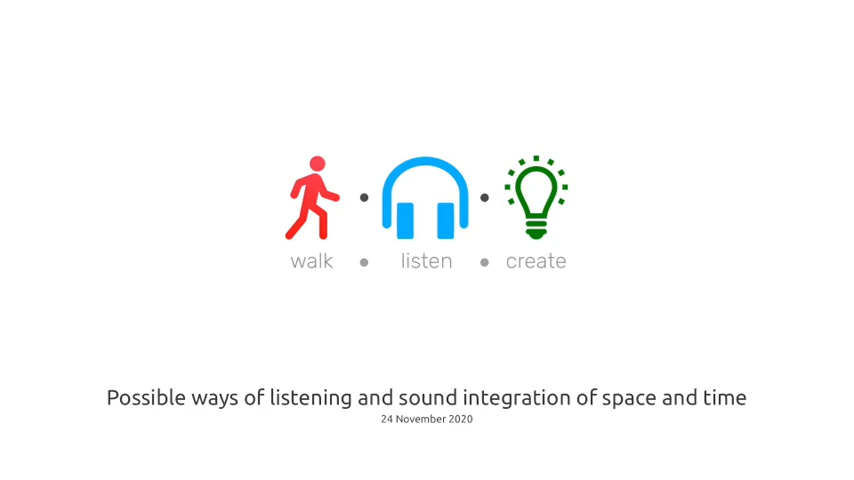 walk • listen • create
Possible ways of listening and sound integration of space and time
24 November 2020